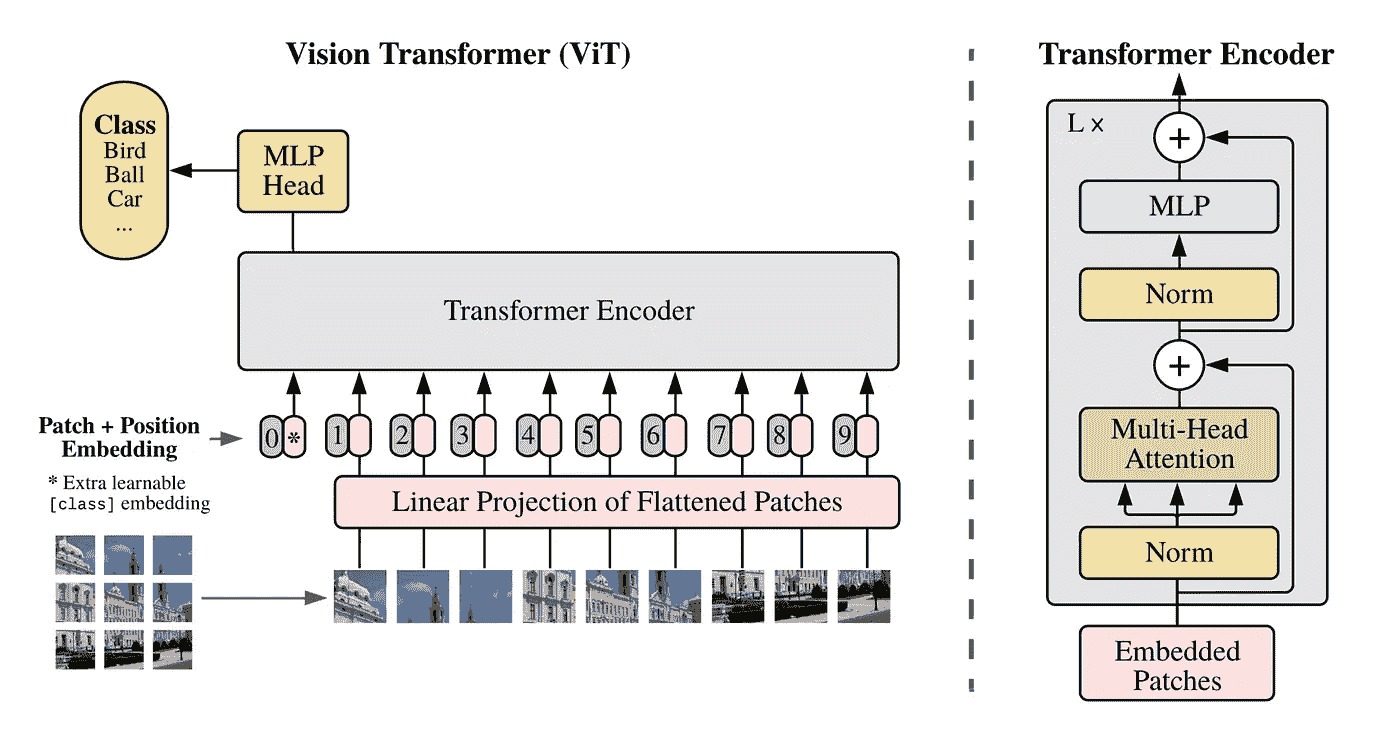 Vision Transformer (ViT)
Class
Bird
Ball
Car
...
MLP
Head
Transformer Encoder
Patch + Position
Embedding
0 * 1 2 3 4 5 6 7 8 9
* Extra learnable
[class] embedding
Linear Projection of Flattened Patches
Transformer Encoder
L x
+
MLP
Norm
+
Multi-Head
Attention
Norm
Embedded
Patches